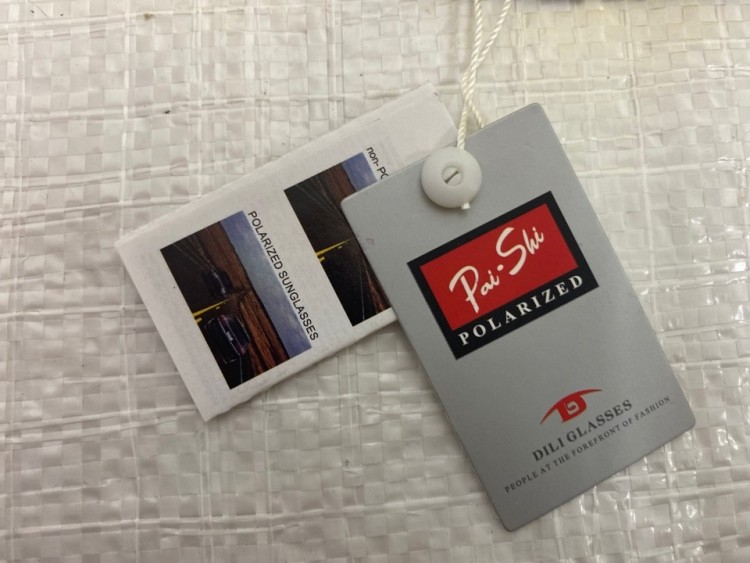 POLARIZED SUNGLASSES
non-
Pai-Shi
POLARIZED
DILI GLASSES
PEOPLE AT THE FOREFRONT OF FASHION